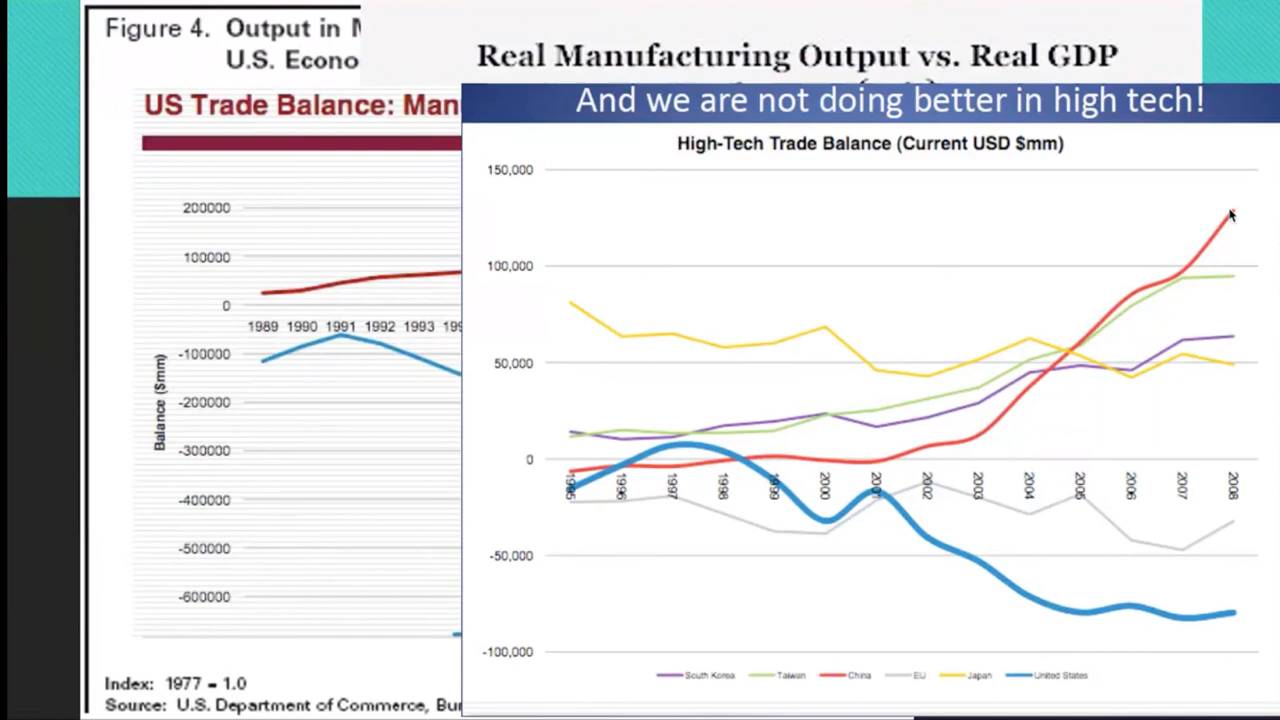 Figure 4. Output in
U.S. Econo
Real Manufacturing Output vs. Real GDP
US Trade Balance: Man
And we are not doing better in high tech!
High-Tech Trade Balance (Current USD $mm)
200000
100000
0
-100000
-200000
-300000
-400000
-500000
-600000
Balance ($mm)
1989 1990 1991 1992 1993
150,000
100,000
50,000
0
-50,000
-100,000
1995 1996 1997 1998 1999 2000 2001 2002 2003 2004 2005 2006 2007 2008
South Korea Taiwan China EU Japan United States
Index: 1977 = 1.0
Source: U.S. Department of Commerce, Bu